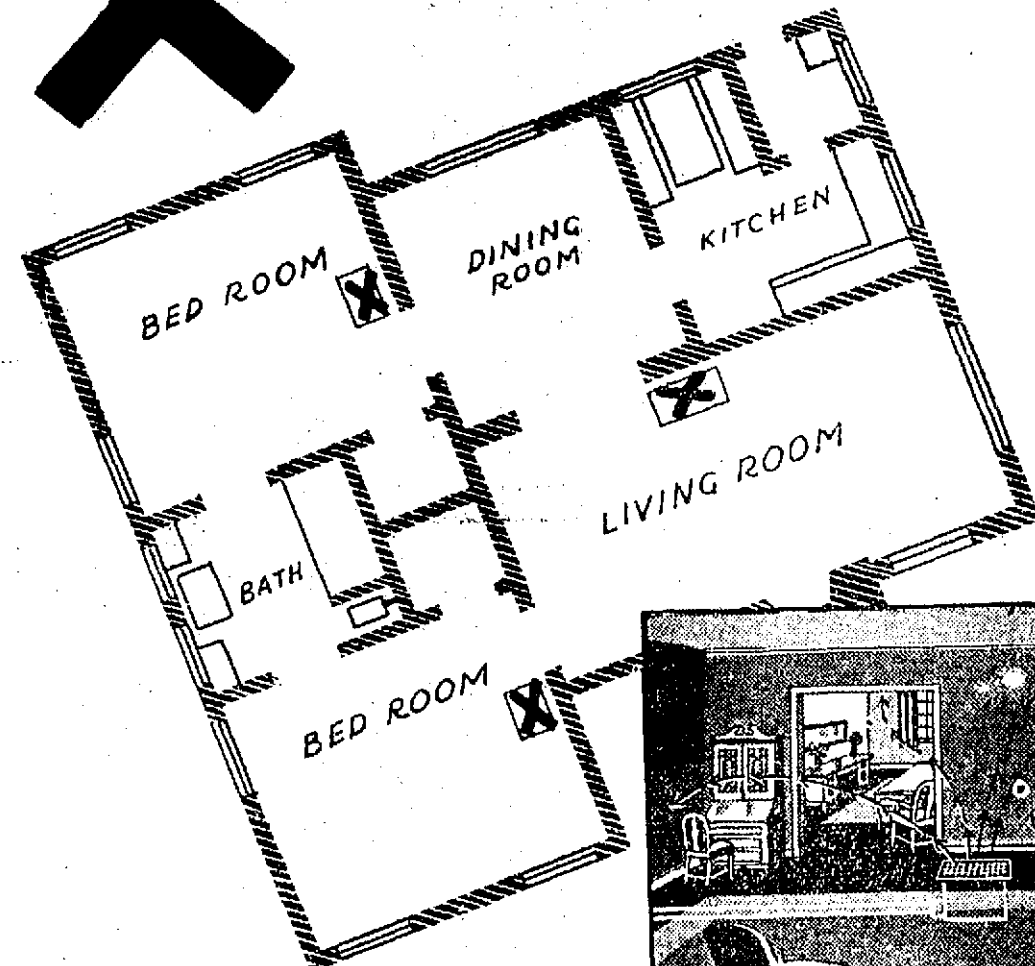 BED ROOM
DINING
ROOM
KITCHEN
LIVING ROOM
BATH
BED ROOM